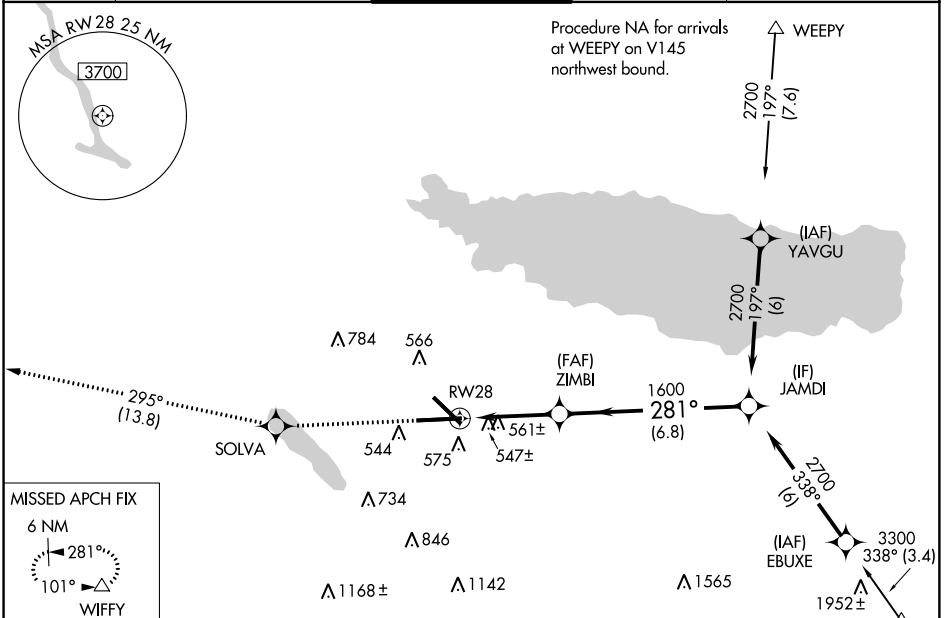 MSA RW 28 25 NM
3700
Procedure NA for arrivals
at WEEPY on V145
northwest bound.
WEEPY
2700
197°
(7.6)
(IAF)
YAVGU
2700
197°
(6)
784
566
RW28
(FAF)
ZIMBI
1600
281°
(6.8)
(IF)
JAMDI
295°
(13.8)
SOLVA
544
575
561±
547±
734
846
1168±
1142
1565
2700
338°
(6)
(IAF)
EBUXE
3300
338° (3.4)
1952±
MISSED APCH FIX
6 NM
281°
101°
WIFFY